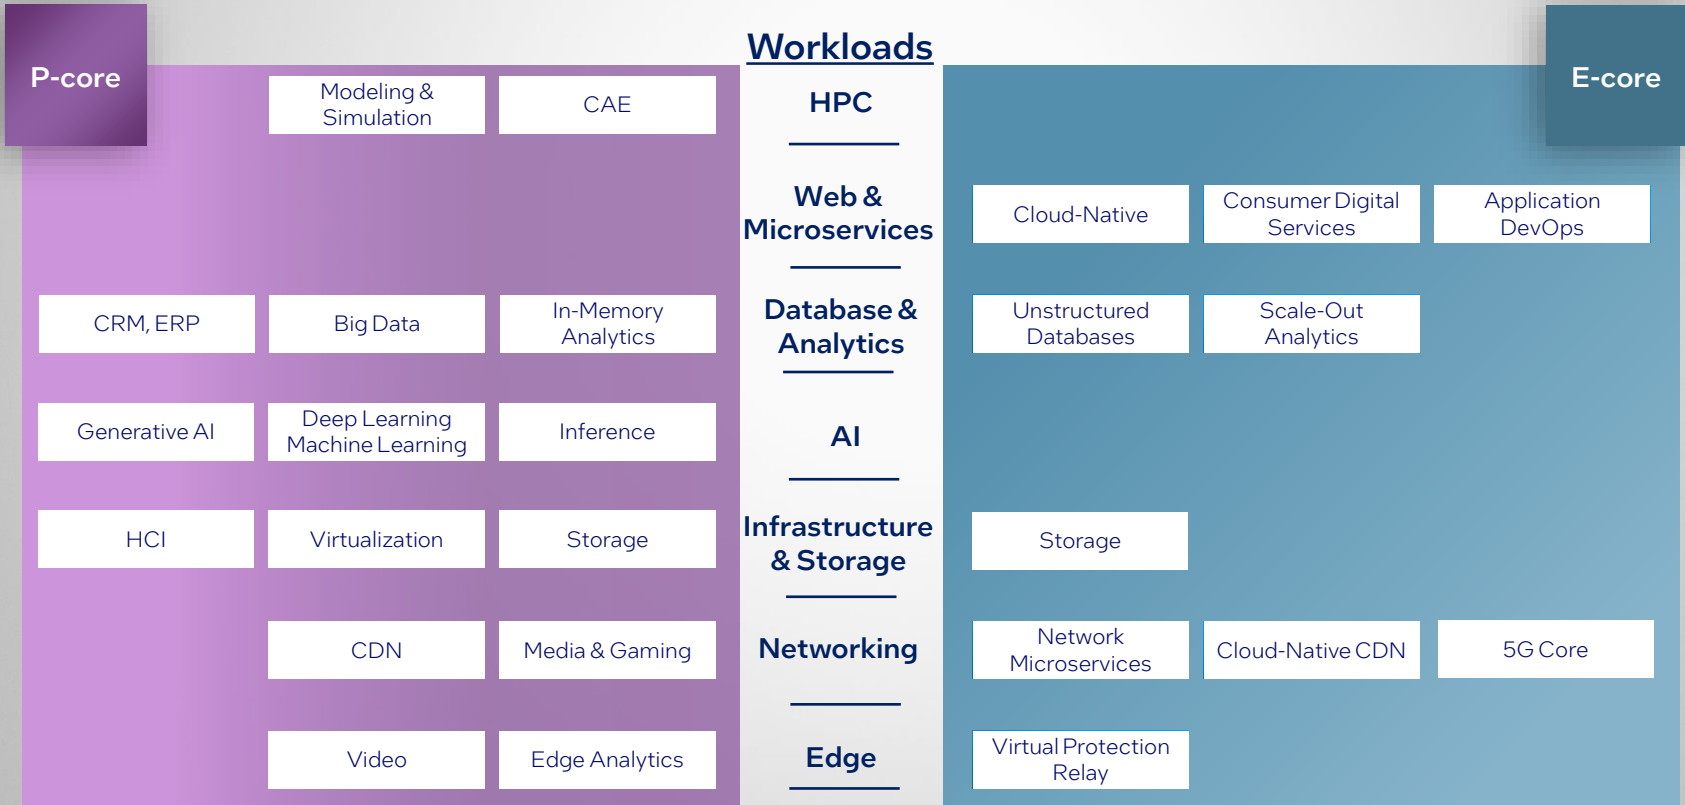 Workloads
P-core
E-core
Modeling &
Simulation
CAE
HPC
Web &
Microservices
Cloud-Native
Consumer Digital
Services
Application
DevOps
CRM, ERP
Big Data
In-Memory
Analytics
Database &
Analytics
Unstructured
Databases
Scale-Out
Analytics
Generative AI
Deep Learning
Machine Learning
Inference
AI
HCI
Virtualization
Storage
Infrastructure
& Storage
Storage
CDN
Media & Gaming
Networking
Network
Microservices
Cloud-Native CDN
5G Core
Video
Edge Analytics
Edge
Virtual Protection
Relay